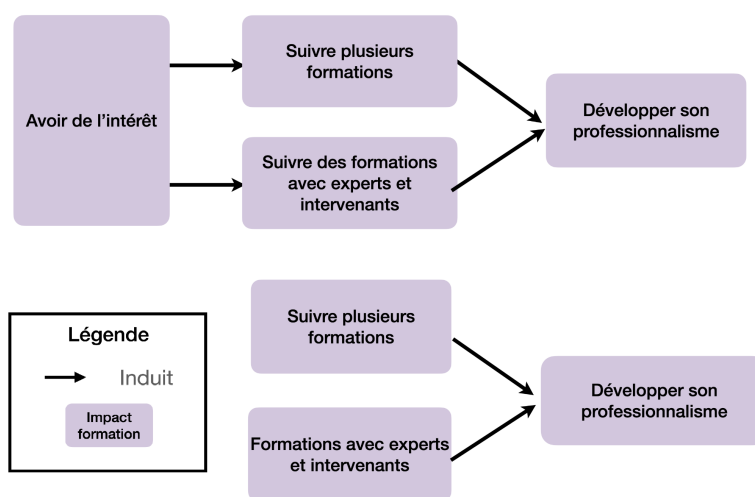 Avoir de l'intérêt
Suivre plusieurs
formations
Suivre des formations
avec experts et
intervenants
Développer son
professionnalisme
Légende
Induit
Impact
formation
Suivre plusieurs
formations
Formations avec experts
et intervenants
Développer son
professionnalisme